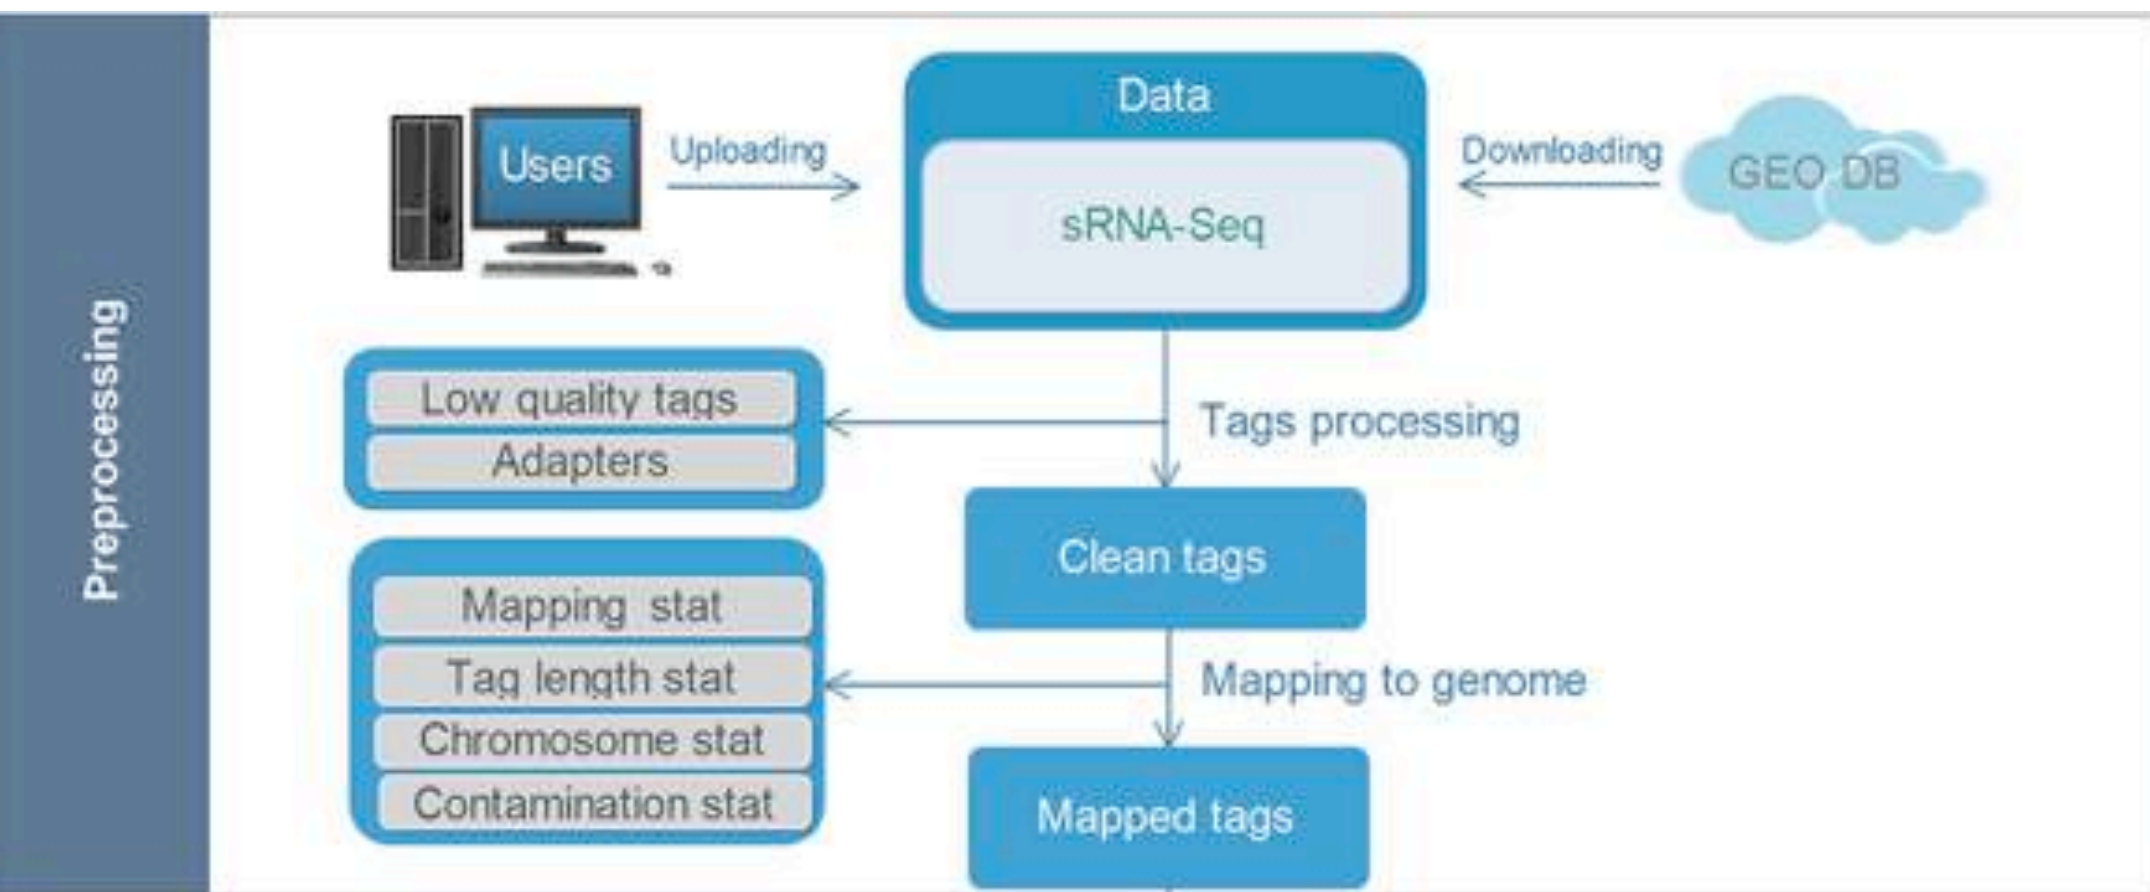 Preprocessing
Data
Users
Uploading
sRNA-Seq
Downloading
GEO DB
Low quality tags
Adapters
Tags processing
Clean tags
Mapping stat
Tag length stat
Chromosome stat
Contamination stat
Mapping to genome
Mapped tags